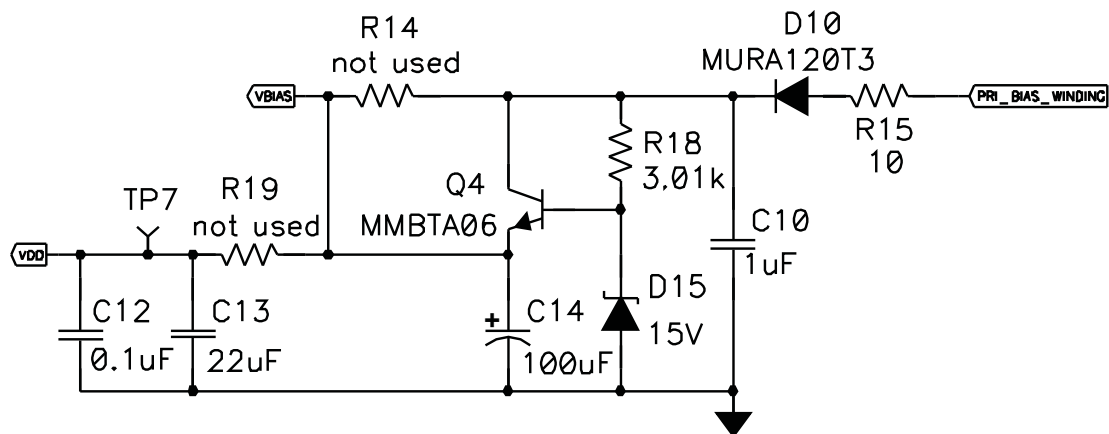 R14
not used
D10
MURA120T3
VBIAS
PRI_BIAS_WINDING
R15
10
R18
3.01k
Q4
MMBTA06
TP7
R19
not used
C10
1uF
VDD
C12
0.1uF
C13
22uF
+
C14
100uF
D15
15V